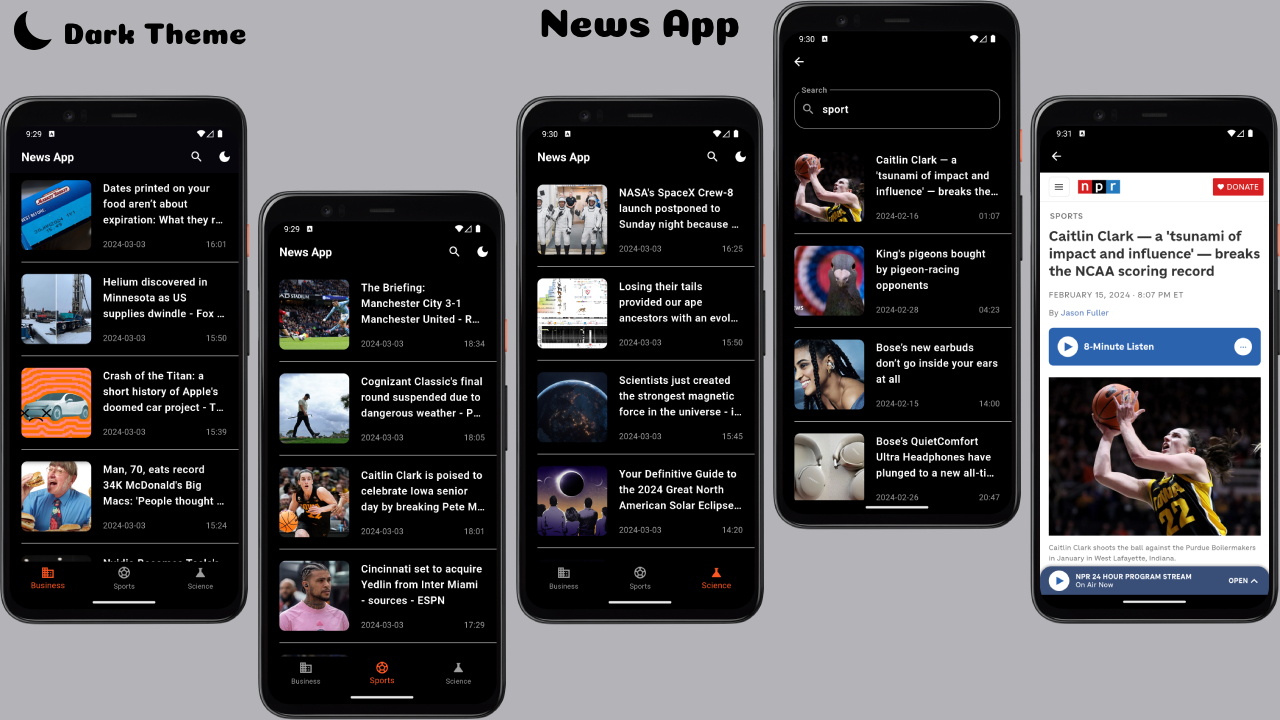 Dark Theme
News App
9:29
News App
Dates printed on your
food aren't about
expiration: What they r...
2024-03-03 16:01
Helium discovered in
Minnesota as US
supplies dwindle - Fox ...
2024-03-03 15:50
Crash of the Titan: a
short history of Apple's
doomed car project - T...
2024-03-03 15:39
Man, 70, eats record
34K McDonald's Big
Macs: 'People thought ...
2024-03-03 15:24
Business Sports Science
9:29
News App
The Briefing:
Manchester City 3-1
Manchester United - R...
2024-03-03 18:34
Cognizant Classic's final
round suspended due to
dangerous weather - P...
2024-03-03 18:05
Caitlin Clark is poised to
celebrate Iowa senior
day by breaking Pete M...
2024-03-03 18:01
Cincinnati set to acquire
Yedlin from Inter Miami
- sources - ESPN
2024-03-03 17:29
Business Sports Science
9:30
News App
NASA's SpaceX Crew-8
launch postponed to
Sunday night because ...
2024-03-03 16:25
Losing their tails
provided our ape
ancestors with an evol...
2024-03-03 15:50
Scientists just created
the strongest magnetic
force in the universe - i...
2024-03-03 15:45
Your Definitive Guide to
the 2024 Great North
American Solar Eclipse...
2024-03-03 14:20
Business Sports Science
9:30
Search
sport
Caitlin Clark — a
'tsunami of impact and
influence' — breaks the...
2024-02-16 01:07
King's pigeons bought
by pigeon-racing
opponents
2024-02-28 04:23
Bose's new earbuds
don't go inside your ears
at all
2024-02-15 14:00
Bose's QuietComfort
Ultra Headphones have
plunged to a new all-ti...
2024-02-26 20:47
9:31
npr
DONATE
SPORTS
Caitlin Clark — a 'tsunami of
impact and influence' — breaks
the NCAA scoring record
FEBRUARY 15, 2024 · 8:07 PM ET
By Jason Fuller
8-Minute Listen
IOWA
22
Caitlin Clark shoots the ball against the Purdue Boilermakers
in January in West Lafayette, Indiana.
NPR 24 HOUR PROGRAM STREAM
On Air Now
OPEN